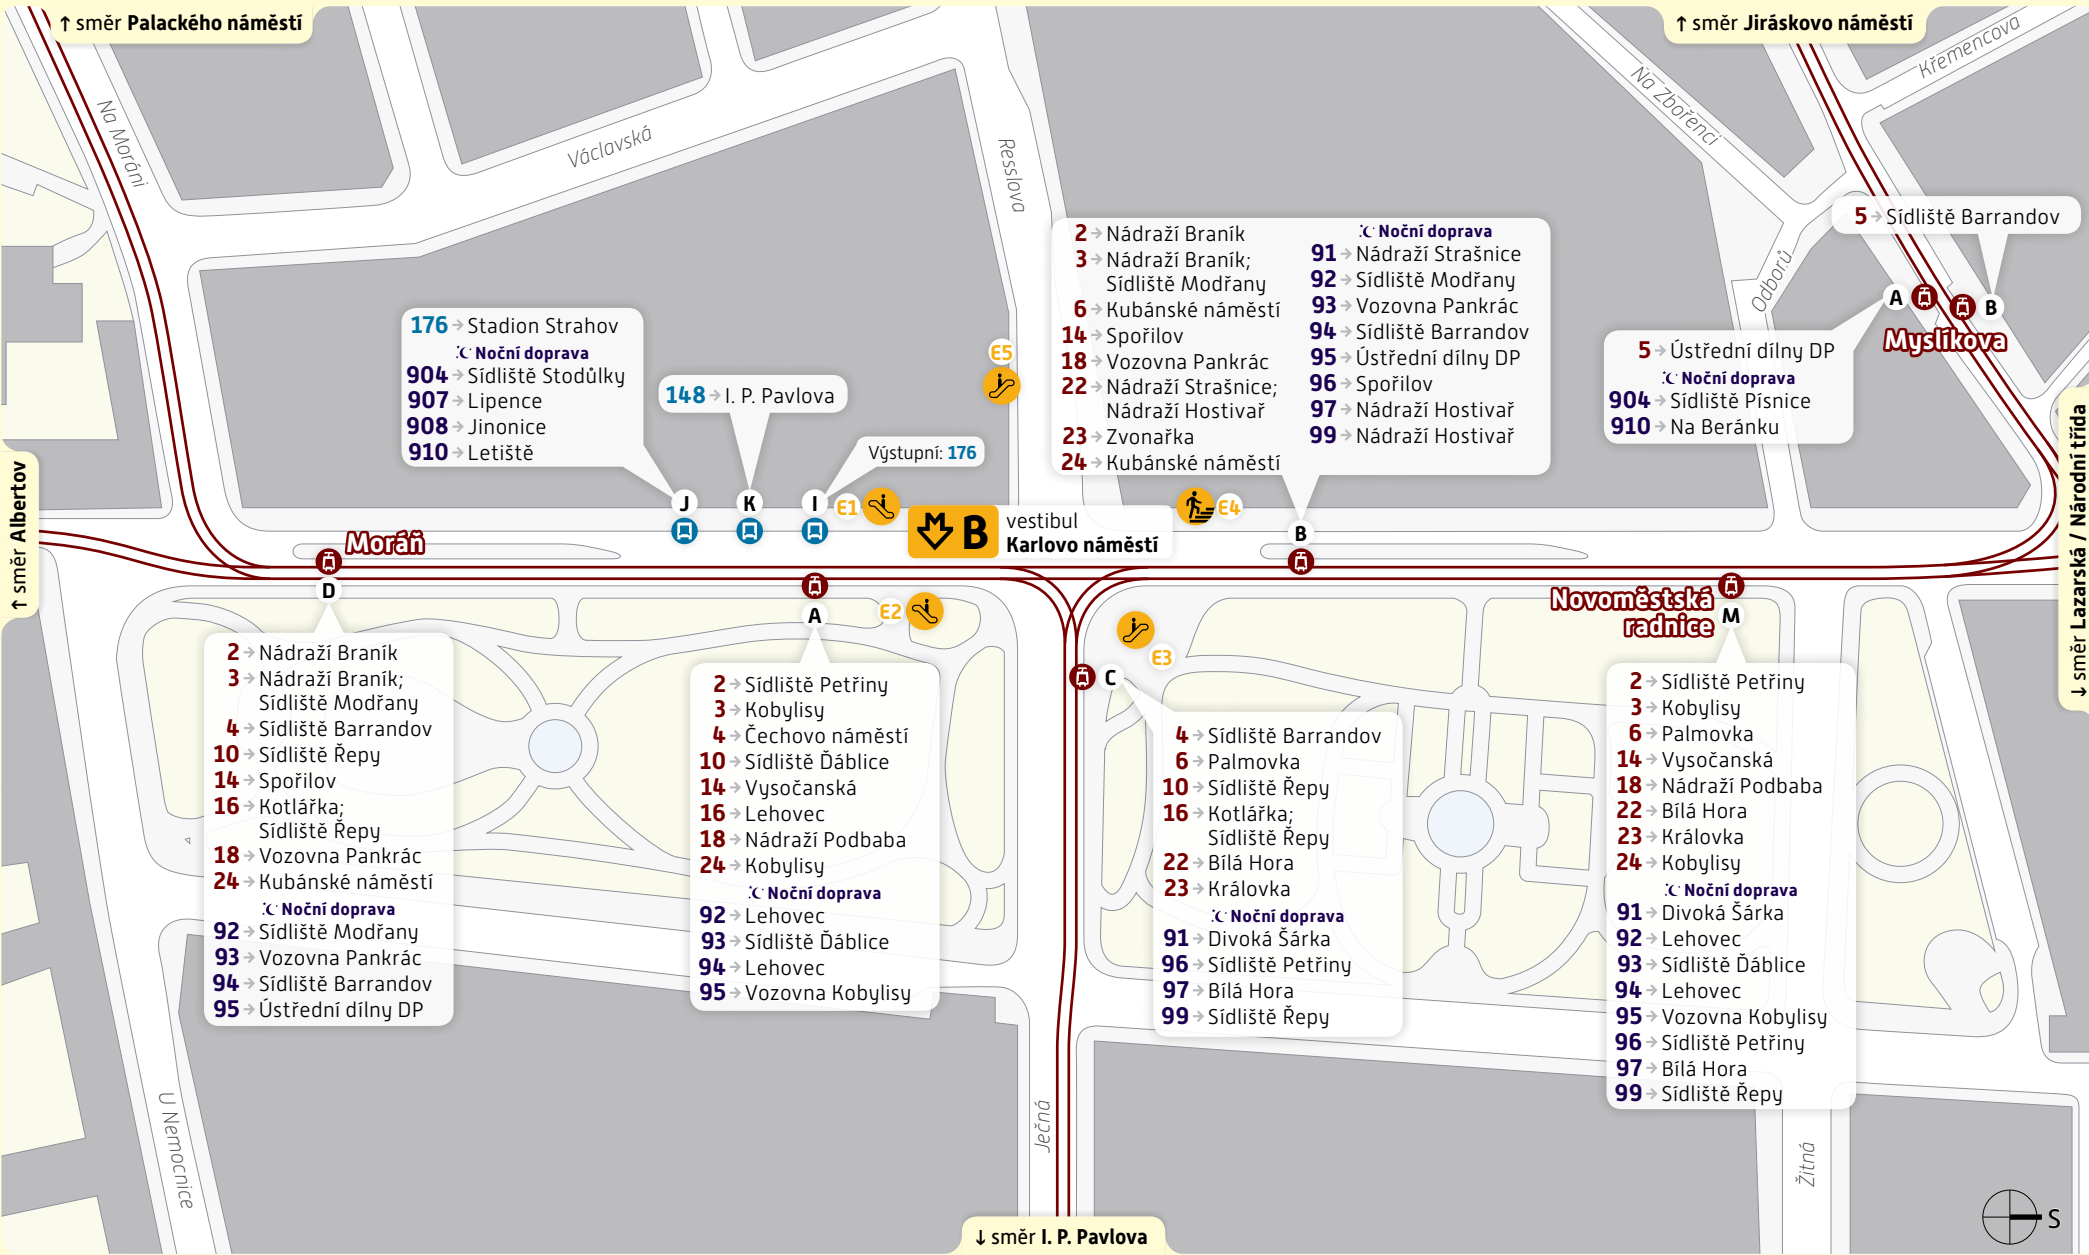 ↑ směr Palackého náměstí
↑ směr Jiráskovo náměstí
Křemencova
Na Zbořenci
Na Moráni
Václavská
Resslova
Odborů
5 → Sídliště Barrandov
A
B
Myslíkova
5 → Ústřední dílny DP
Noční doprava
904 → Sídliště Písnice
910 → Na Beránku
2 → Nádraží Braník
3 → Nádraží Braník;
Sídliště Modřany
6 → Kubánské náměstí
14 → Spořilov
18 → Vozovna Pankrác
22 → Nádraží Strašnice;
Nádraží Hostivař
23 → Zvonařka
24 → Kubánské náměstí
Noční doprava
91 → Nádraží Strašnice
92 → Sídliště Modřany
93 → Vozovna Pankrác
94 → Sídliště Barrandov
95 → Ústřední dílny DP
96 → Spořilov
97 → Nádraží Hostivař
99 → Nádraží Hostivař
B
176 → Stadion Strahov
Noční doprava
904 → Sídliště Stodůlky
907 → Lipence
908 → Jinonice
910 → Letiště
J
148 → I. P. Pavlova
K
Výstupní: 176
I
E5
E1
E4
B
vestibul
Karlovo náměstí
↑ směr Albertov
↓ směr Lazarská / Národní třída
Moráň
D
2 → Nádraží Braník
3 → Nádraží Braník;
Sídliště Modřany
4 → Sídliště Barrandov
10 → Sídliště Řepy
14 → Spořilov
16 → Kotlářka;
Sídliště Řepy
18 → Vozovna Pankrác
24 → Kubánské náměstí
Noční doprava
92 → Sídliště Modřany
93 → Vozovna Pankrác
94 → Sídliště Barrandov
95 → Ústřední dílny DP
A
E2
2 → Sídliště Petřiny
3 → Kobylisy
4 → Čechovo náměstí
10 → Sídliště Ďáblice
14 → Vysočanská
16 → Lehovec
18 → Nádraží Podbaba
24 → Kobylisy
Noční doprava
92 → Lehovec
93 → Sídliště Ďáblice
94 → Lehovec
95 → Vozovna Kobylisy
E3
C
4 → Sídliště Barrandov
6 → Palmovka
10 → Sídliště Řepy
16 → Kotlářka;
Sídliště Řepy
22 → Bílá Hora
23 → Královka
Noční doprava
91 → Divoká Šárka
96 → Sídliště Petřiny
97 → Bílá Hora
99 → Sídliště Řepy
Novoměstská
radnice
M
2 → Sídliště Petřiny
3 → Kobylisy
6 → Palmovka
14 → Vysočanská
18 → Nádraží Podbaba
22 → Bílá Hora
23 → Královka
24 → Kobylisy
Noční doprava
91 → Divoká Šárka
92 → Lehovec
93 → Sídliště Ďáblice
94 → Lehovec
95 → Vozovna Kobylisy
96 → Sídliště Petřiny
97 → Bílá Hora
99 → Sídliště Řepy
U Nemocnice
Ječná
Žitná
↓ směr I. P. Pavlova
S